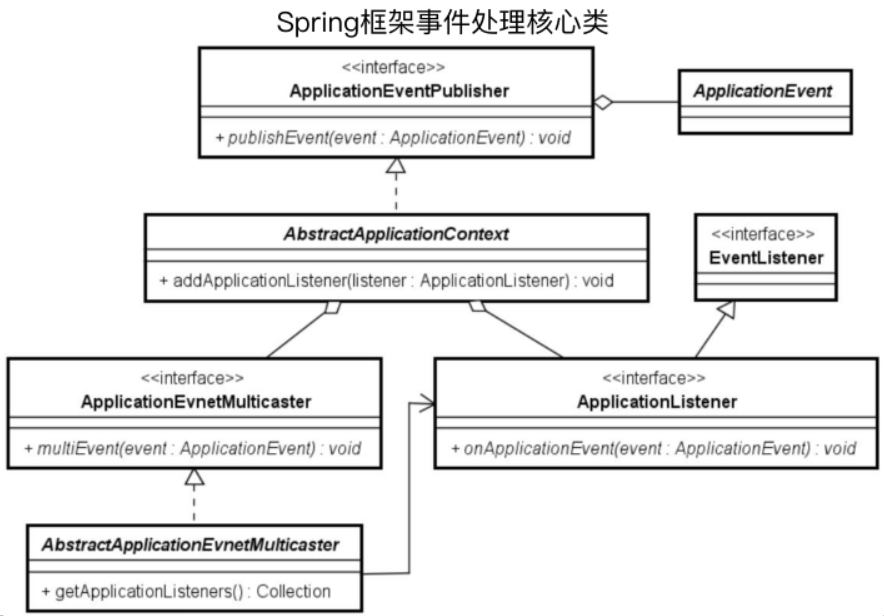 Spring框架事件处理核心类
<<interface>>
ApplicationEventPublisher
+ publishEvent(event : ApplicationEvent) : void
ApplicationEvent
AbstractApplicationContext
+ addApplicationListener(listener : ApplicationListener) : void
<<interface>>
EventListener
<<interface>>
ApplicationEvnetMulticaster
+ multiEvent(event : ApplicationEvent) : void
<<interface>>
ApplicationListener
+ onApplicationEvent(event : ApplicationEvent) : void
AbstractApplicationEvnetMulticaster
+ getApplicationListeners() : Collection